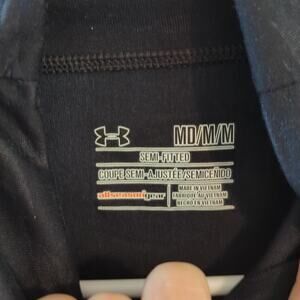 MD/M/M
SEMI-FITTED
COUPE SEMI-AJUSTÉE/SEMICEÑIDO
allseasongear
MADE IN VIETNAM
FABRIQUÉ AU VIETNAM
HECHO EN VIETNAM